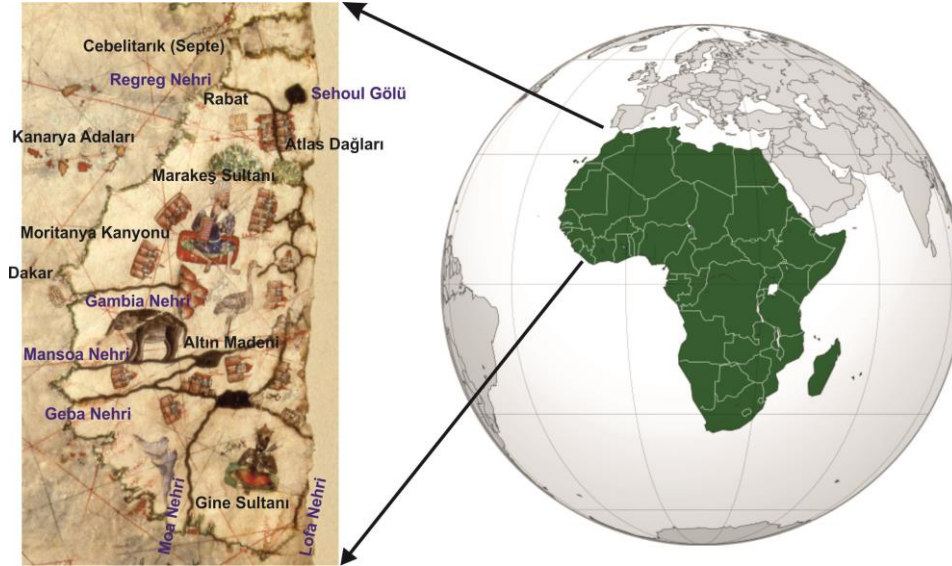 Cebelitarık (Septe)
Regreg Nehri
Rabat
Sehoul Gölü
Kanarya Adaları
Atlas Dağları
Marakeş Sultanı
Moritanya Kanyonu
Dakar
Gambia Nehri
Altın Madeni
Mansoa Nehri
Geba Nehri
Gine Sultanı
Moa Nehri
Lofa Nehri